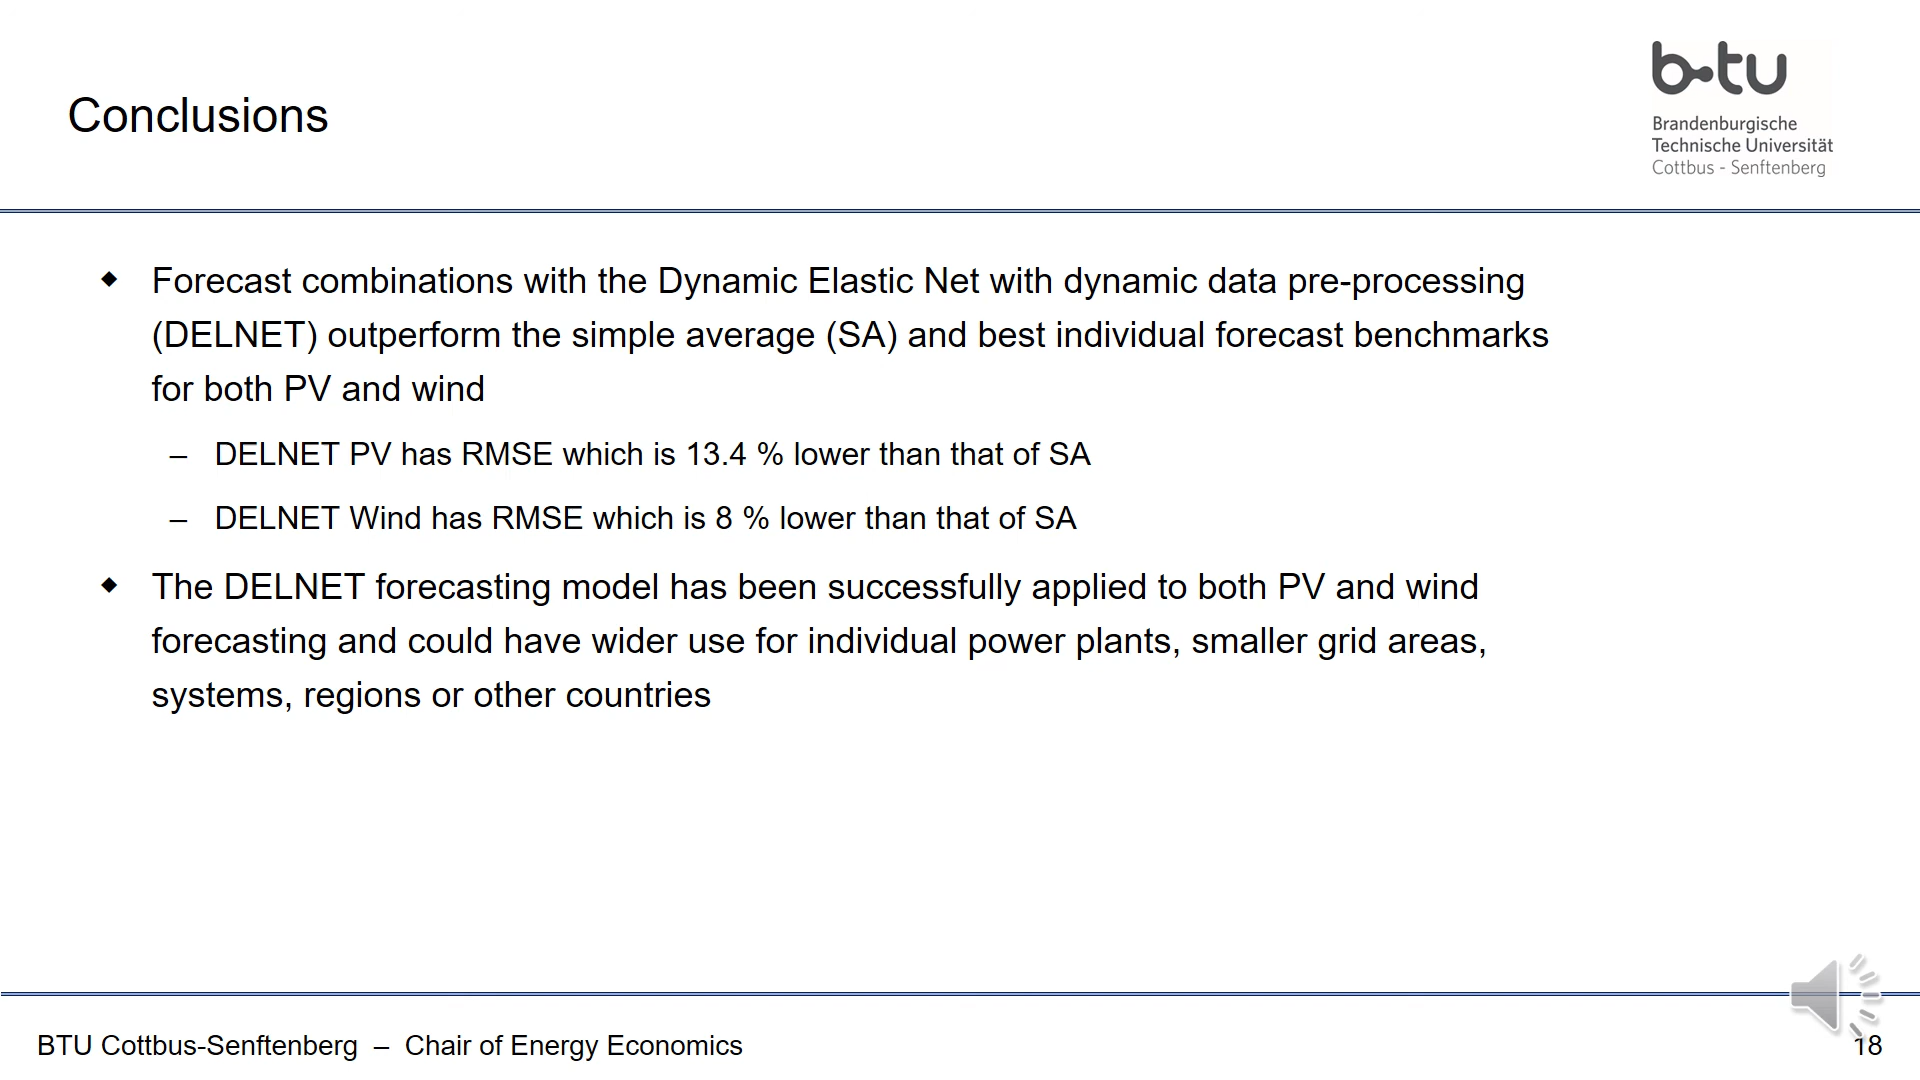 Conclusions
b-tu
Brandenburgische
Technische Universität
Cottbus - Senftenberg
◆ Forecast combinations with the Dynamic Elastic Net with dynamic data pre-processing
(DELNET) outperform the simple average (SA) and best individual forecast benchmarks
for both PV and wind
– DELNET PV has RMSE which is 13.4 % lower than that of SA
– DELNET Wind has RMSE which is 8 % lower than that of SA
◆ The DELNET forecasting model has been successfully applied to both PV and wind
forecasting and could have wider use for individual power plants, smaller grid areas,
systems, regions or other countries
BTU Cottbus-Senftenberg – Chair of Energy Economics
18